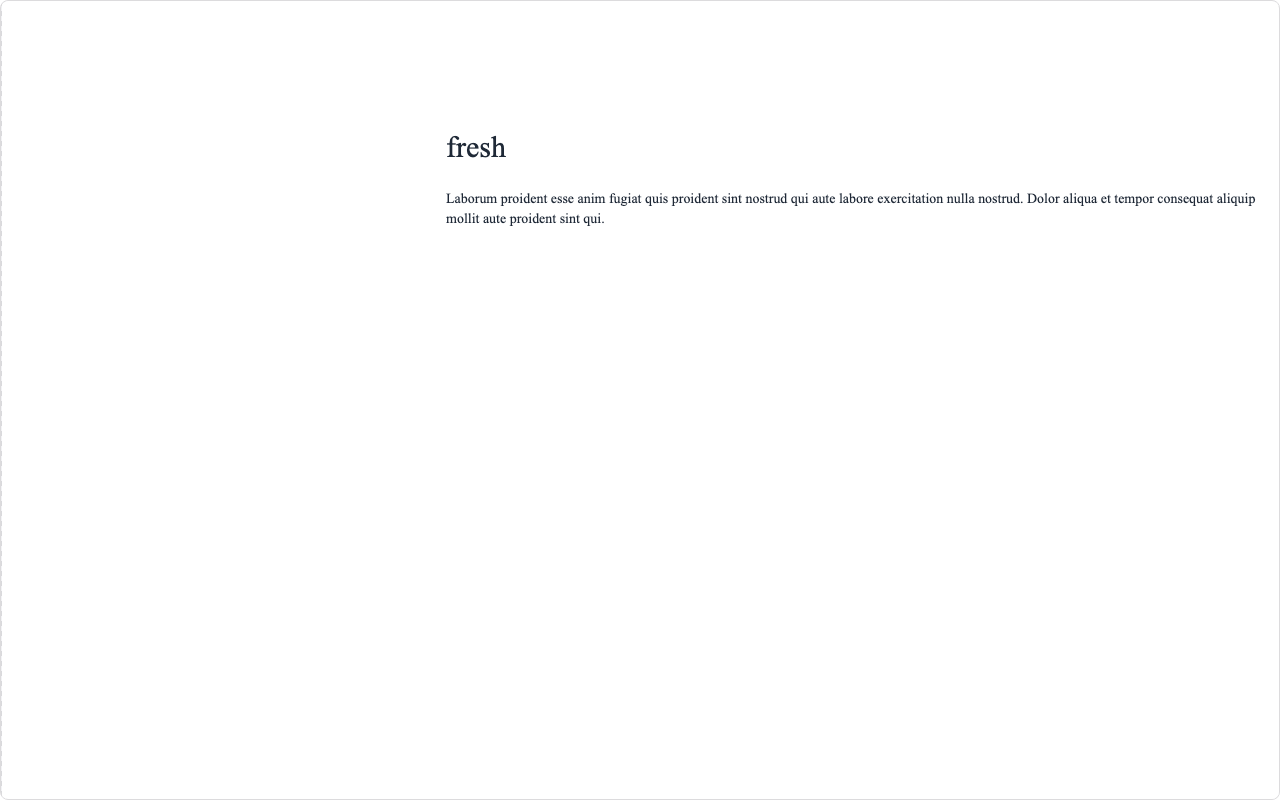 fresh
Laborum proident esse anim fugiat quis proident sint nostrud qui aute labore exercitation nulla nostrud. Dolor aliqua et tempor consequat aliquip
mollit aute proident sint qui.